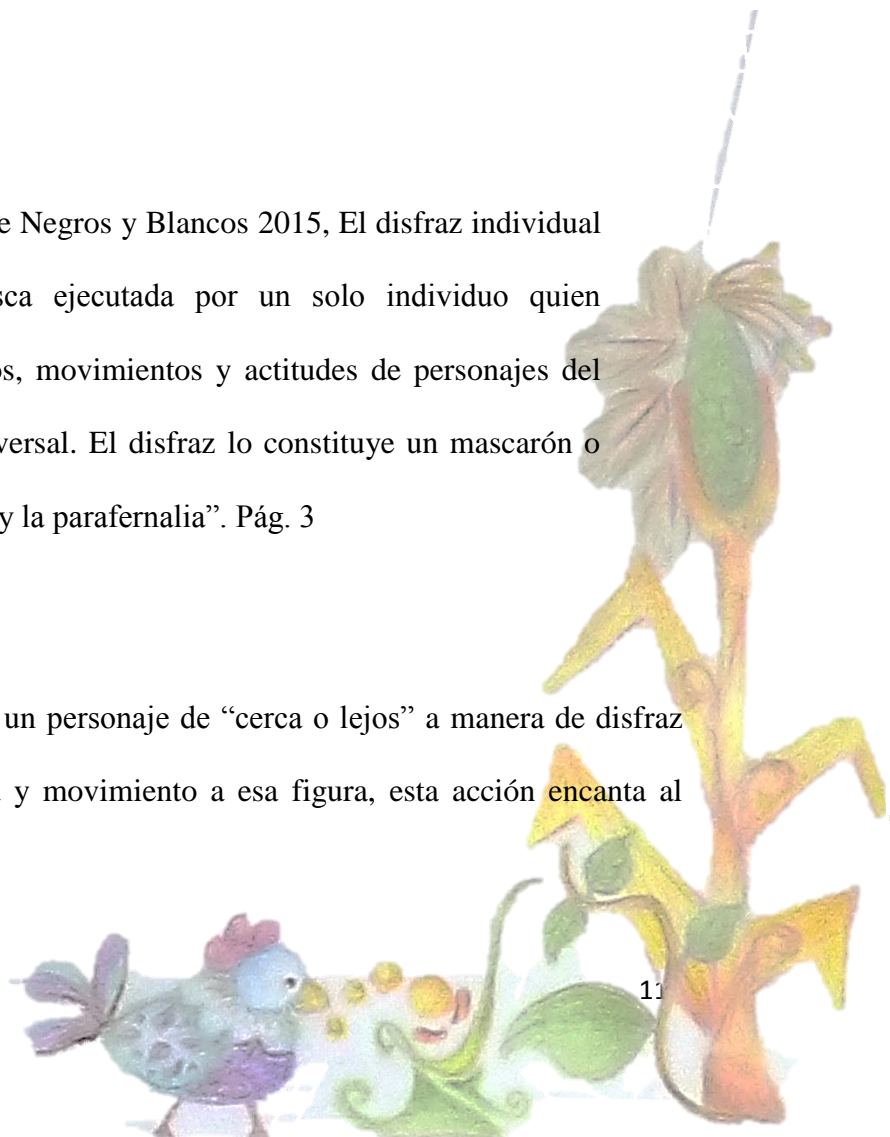 e Negros y Blancos 2015, El disfraz individual
sca ejecutada por un solo individuo quien
os, movimientos y actitudes de personajes del
versal. El disfraz lo constituye un mascarón o
y la parafernalia”. Pág. 3
un personaje de “cerca o lejos” a manera de disfraz
y movimiento a esa figura, esta acción encanta al
11